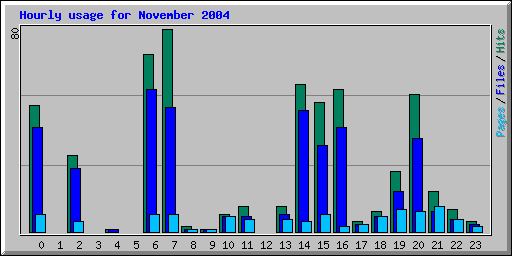 Hourly usage for November 2004
80
Pages / Files / Hits
0 1 2 3 4 5 6 7 8 9 10 11 12 13 14 15 16 17 18 19 20 21 22 23